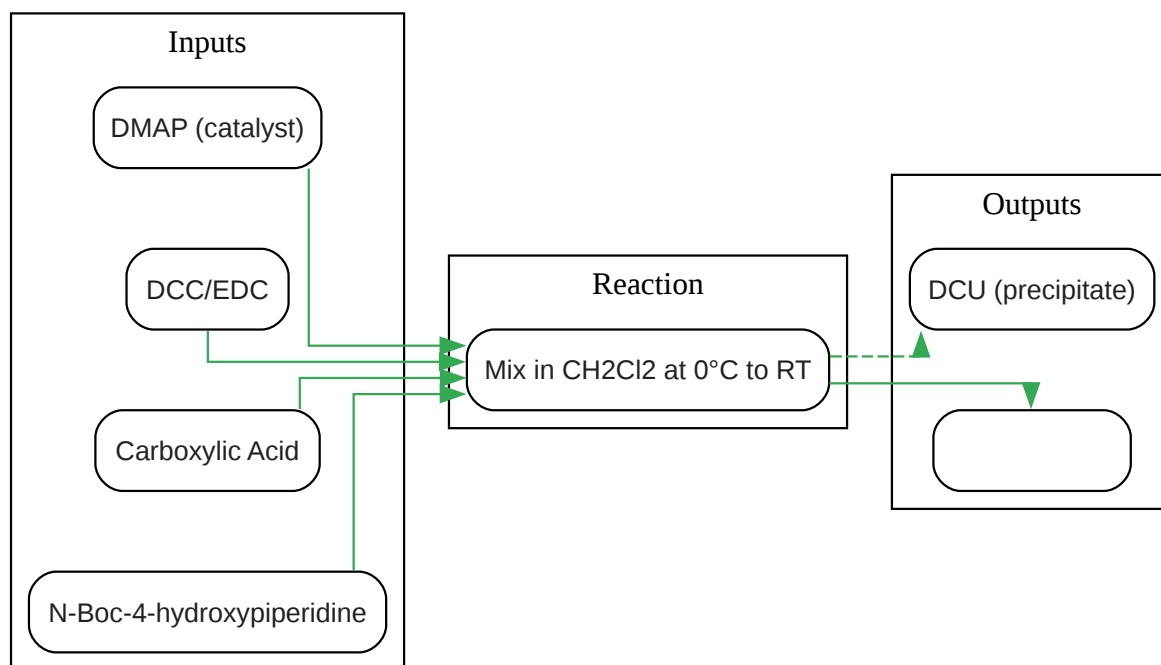 Inputs
DMAP (catalyst)
DCC/EDC
Carboxylic Acid
N-Boc-4-hydroxypiperidine
Reaction
Mix in CH2Cl2 at 0°C to RT
Outputs
DCU (precipitate)